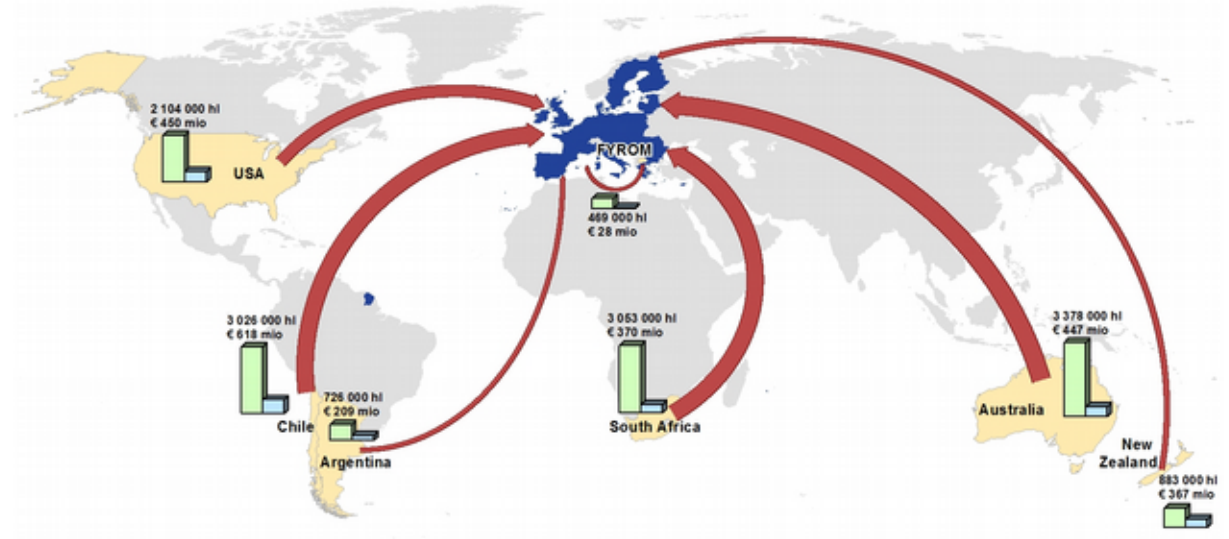 2 104 000 hl
€ 450 mio
USA
FYROM
469 000 hl
€ 28 mio
3 026 000 hl
€ 618 mio
Chile
726 000 hl
€ 209 mio
Argentina
3 053 000 hl
€ 370 mio
South Africa
3 378 000 hl
€ 447 mio
Australia
New
Zealand
883 000 hl
€ 367 mio